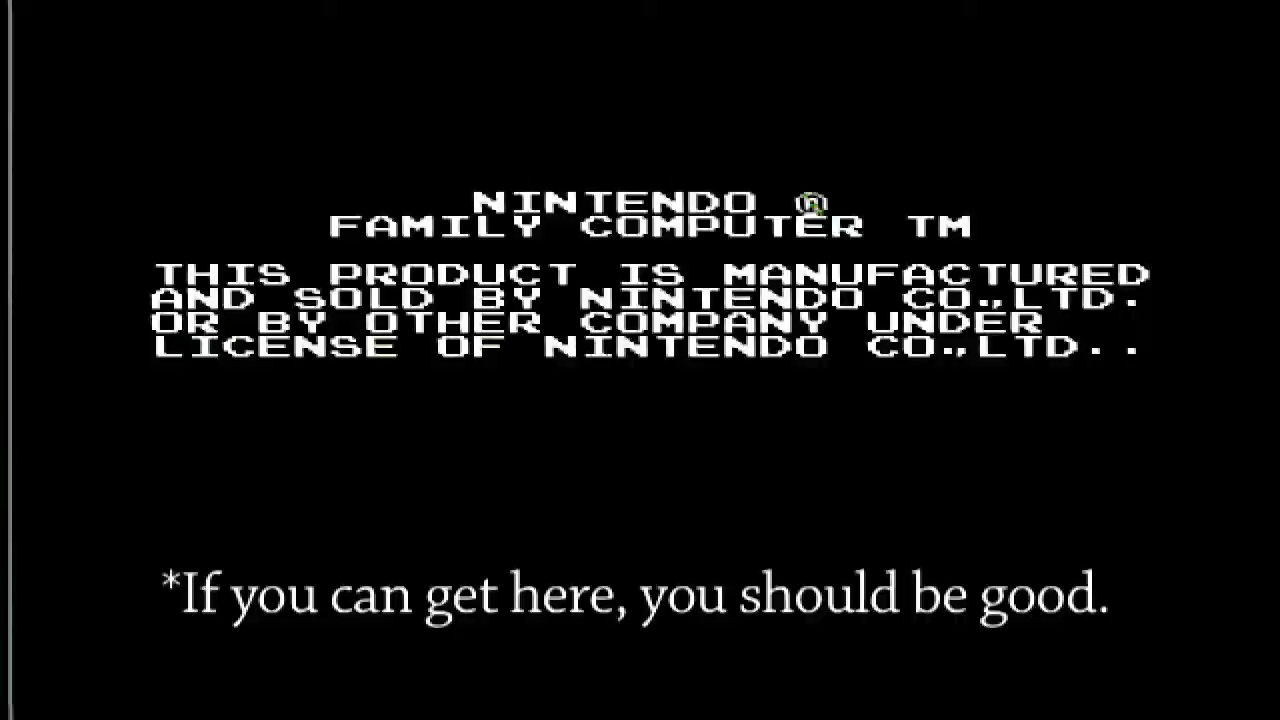 NINTENDO ®
FAMILY COMPUTER TM
THIS PRODUCT IS MANUFACTURED
AND SOLD BY NINTENDO CO.,LTD.
OR BY OTHER COMPANY UNDER
LICENSE OF NINTENDO CO.,LTD..
*If you can get here, you should be good.